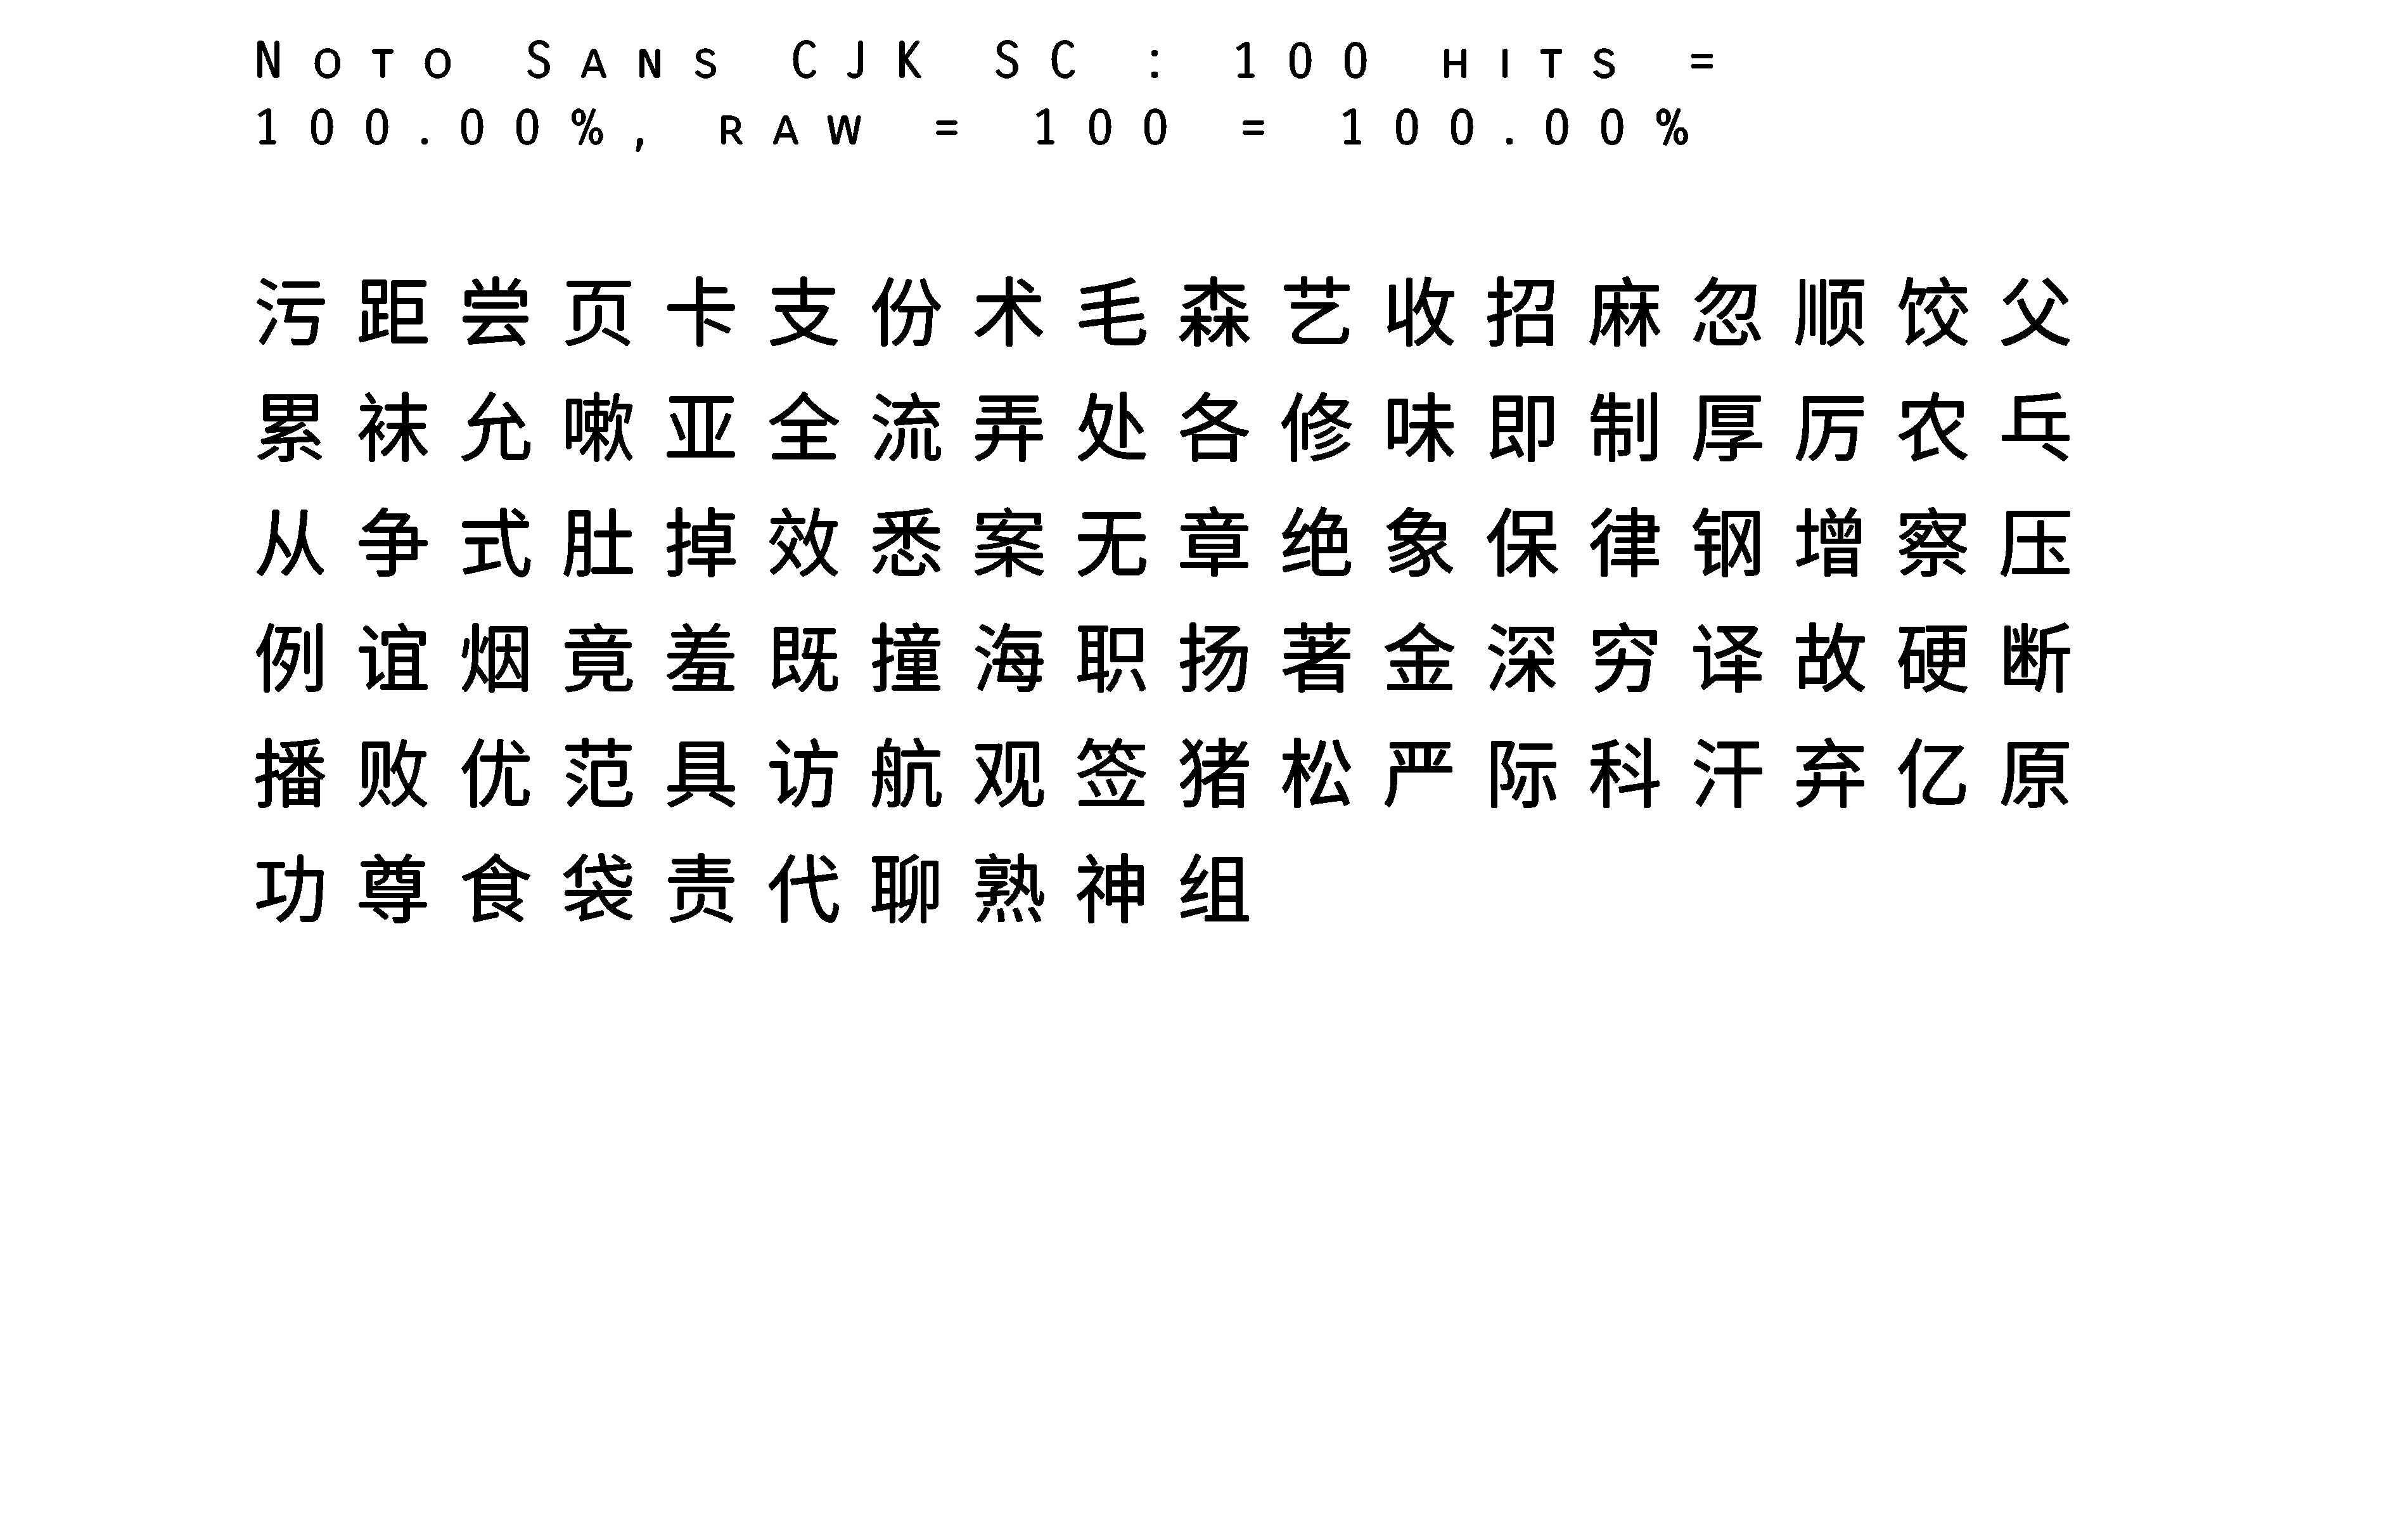 Noto Sans CJK SC : 100 hits =
100.00%, raw = 100 = 100.00%
污距尝页卡支份术毛森艺收招麻忽顺饺父
累袜允嗽亚全流弄处各修味即制厚厉农乓
从争式肚掉效悉案无章绝象保律钢增察压
例谊烟竟羞既撞海职扬著金深穷译故硬断
播败优范具访航观签猪松严际科汗弃亿原
功尊食袋责代聊熟神组